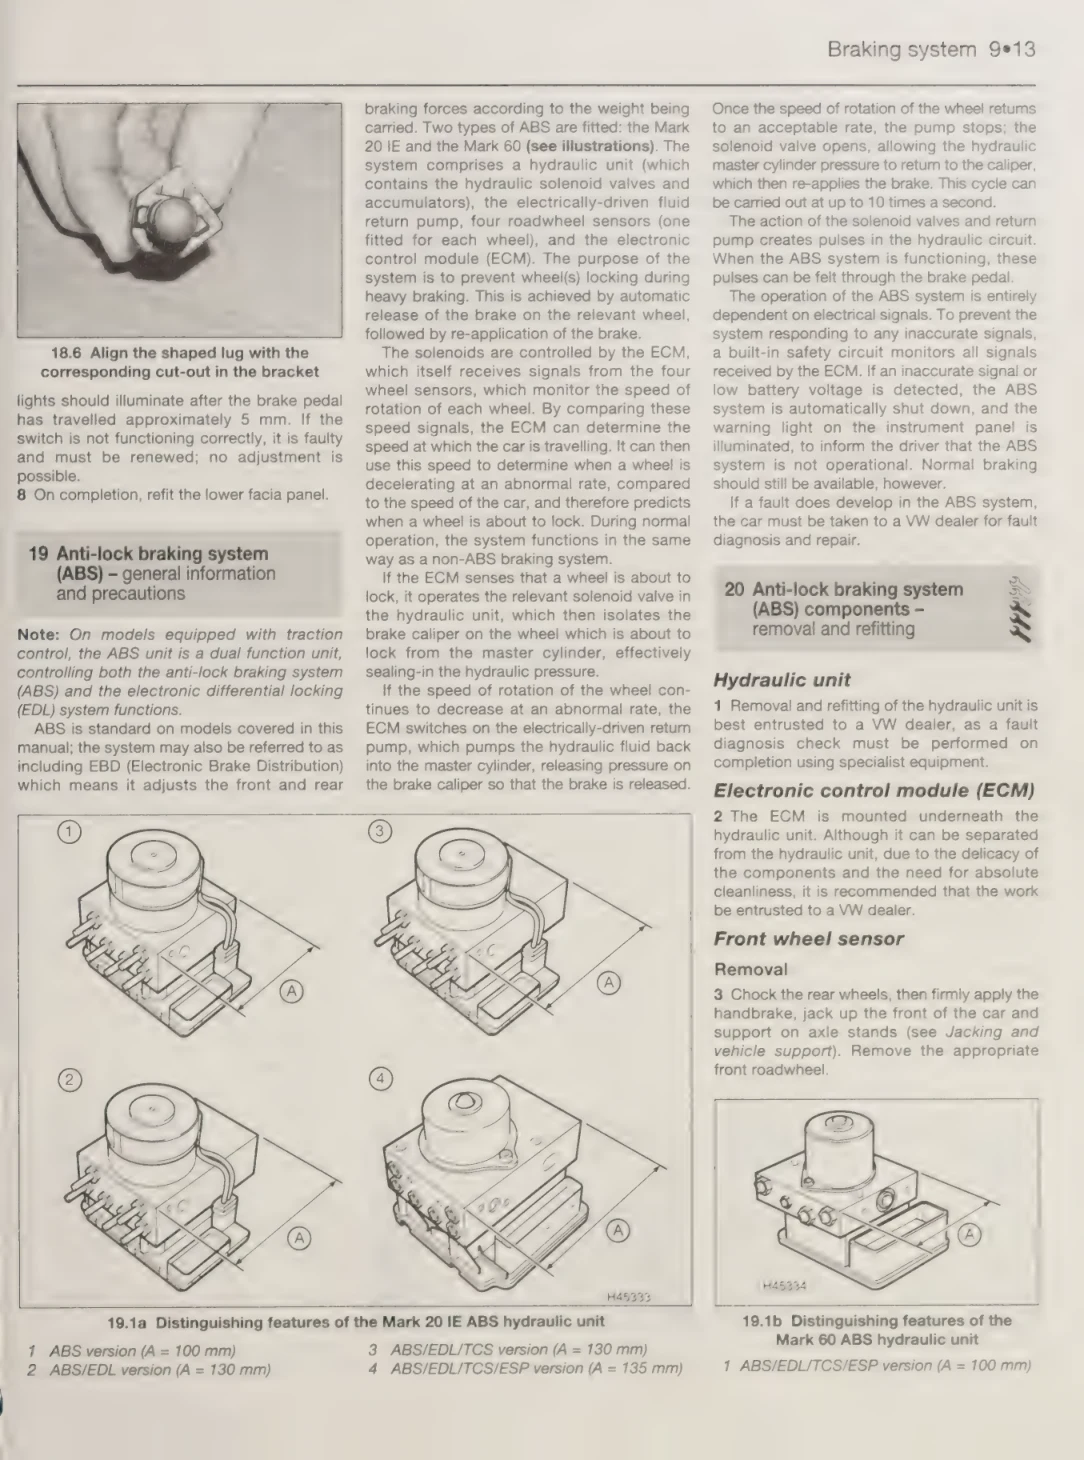 Braking system 9•13
18.6 Align the shaped lug with the
corresponding cut-out in the bracket
lights should illuminate after the brake pedal
has travelled approximately 5 mm. If the
switch is not functioning correctly, it is faulty
and must be renewed; no adjustment is
possible.
8 On completion, refit the lower facia panel.
19 Anti-lock braking system
(ABS) – general information
and precautions
Note: On models equipped with traction
control, the ABS unit is a dual function unit,
controlling both the anti-lock braking system
(ABS) and the electronic differential locking
(EDL) system functions.
ABS is standard on models covered in this
manual; the system may also be referred to as
including EBD (Electronic Brake Distribution)
which means it adjusts the front and rear
braking forces according to the weight being
carried. Two types of ABS are fitted: the Mark
20 IE and the Mark 60 (see illustrations). The
system comprises a hydraulic unit (which
contains the hydraulic solenoid valves and
accumulators), the electrically-driven fluid
return pump, four roadwheel sensors (one
fitted for each wheel), and the electronic
control module (ECM). The purpose of the
system is to prevent wheel(s) locking during
heavy braking. This is achieved by automatic
release of the brake on the relevant wheel,
followed by re-application of the brake.
The solenoids are controlled by the ECM,
which itself receives signals from the four
wheel sensors, which monitor the speed of
rotation of each wheel. By comparing these
speed signals, the ECM can determine the
speed at which the car is travelling. It can then
use this speed to determine when a wheel is
decelerating at an abnormal rate, compared
to the speed of the car, and therefore predicts
when a wheel is about to lock. During normal
operation, the system functions in the same
way as a non-ABS braking system.
If the ECM senses that a wheel is about to
lock, it operates the relevant solenoid valve in
the hydraulic unit, which then isolates the
brake caliper on the wheel which is about to
lock from the master cylinder, effectively
sealing-in the hydraulic pressure.
If the speed of rotation of the wheel con-
tinues to decrease at an abnormal rate, the
ECM switches on the electrically-driven return
pump, which pumps the hydraulic fluid back
into the master cylinder, releasing pressure on
the brake caliper so that the brake is released.
Once the speed of rotation of the wheel returns
to an acceptable rate, the pump stops; the
solenoid valve opens, allowing the hydraulic
master cylinder pressure to return to the caliper,
which then re-applies the brake. This cycle can
be carried out at up to 10 times a second.
The action of the solenoid valves and return
pump creates pulses in the hydraulic circuit.
When the ABS system is functioning, these
pulses can be felt through the brake pedal.
The operation of the ABS system is entirely
dependent on electrical signals. To prevent the
system responding to any inaccurate signals,
a built-in safety circuit monitors all signals
received by the ECM. If an inaccurate signal or
low battery voltage is detected, the ABS
system is automatically shut down, and the
warning light on the instrument panel is
illuminated, to inform the driver that the ABS
system is not operational. Normal braking
should still be available, however.
If a fault does develop in the ABS system,
the car must be taken to a VW dealer for fault
diagnosis and repair.
20 Anti-lock braking system
(ABS) components –
removal and refitting
Hydraulic unit
1 Removal and refitting of the hydraulic unit is
best entrusted to a VW dealer, as a fault
diagnosis check must be performed on
completion using specialist equipment.
Electronic control module (ECM)
2 The ECM is mounted underneath the
hydraulic unit. Although it can be separated
from the hydraulic unit, due to the delicacy of
the components and the need for absolute
cleanliness, it is recommended that the work
be entrusted to a VW dealer.
Front wheel sensor
Removal
3 Chock the rear wheels, then firmly apply the
handbrake, jack up the front of the car and
support on axle stands (see Jacking and
vehicle support). Remove the appropriate
front roadwheel.
1
A
3
A
2
A
4
A
H45333
19.1a Distinguishing features of the Mark 20 IE ABS hydraulic unit
1 ABS version (A = 100 mm)
2 ABS/EDL version (A = 130 mm)
3 ABS/EDL/TCS version (A = 130 mm)
4 ABS/EDL/TCS/ESP version (A = 135 mm)
A
H45334
19.1b Distinguishing features of the
Mark 60 ABS hydraulic unit
1 ABS/EDL/TCS/ESP version (A = 100 mm)